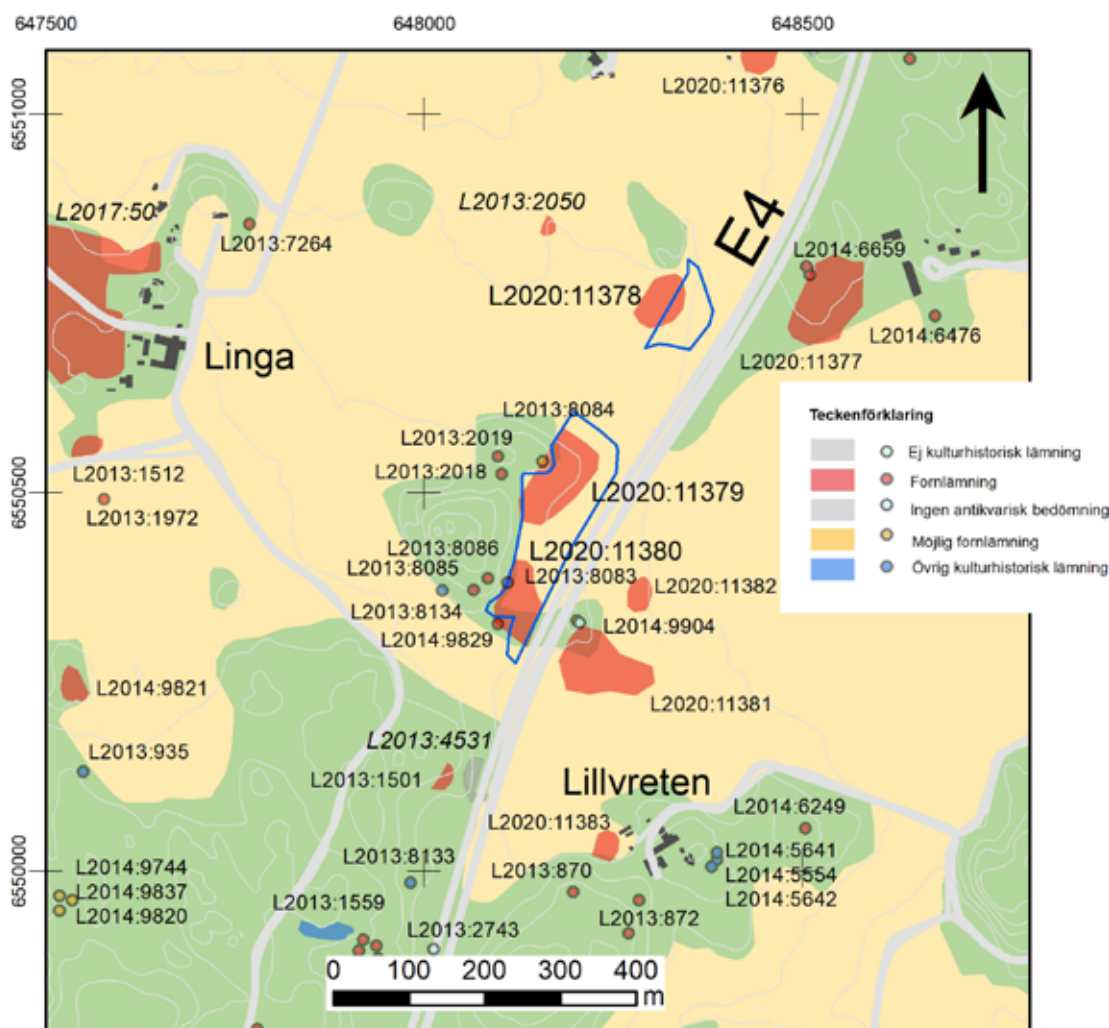 647500
648000
648500
6551000
6550500
6550000
L2020:11376
L2017:50
L2013:2050
L2013:7264
E4
L2014:6659
L2020:11378
L2014:6476
L2020:11377
Linga
L2013:8084
L2013:2019
L2013:2018
L2013:1512
L2020:11379
L2013:1972
L2013:8086
L2020:11380
L2013:8085
L2013:8083
L2020:11382
L2013:8134
L2014:9829
L2014:9904
L2014:9821
L2020:11381
L2013:4531
L2013:935
L2013:1501
Lillvreten
L2014:6249
L2020:11383
L2014:5641
L2014:5554
L2014:5642
L2013:8133
L2013:870
L2014:9744
L2014:9837
L2014:9820
L2013:1559
L2013:872
L2013:2743
0 100 200 300 400
m
Teckenförklaring
Ej kulturhistorisk lämning
Fornlämning
Ingen antikvarisk bedömning
Möjlig fornlämning
Övrig kulturhistorisk lämning